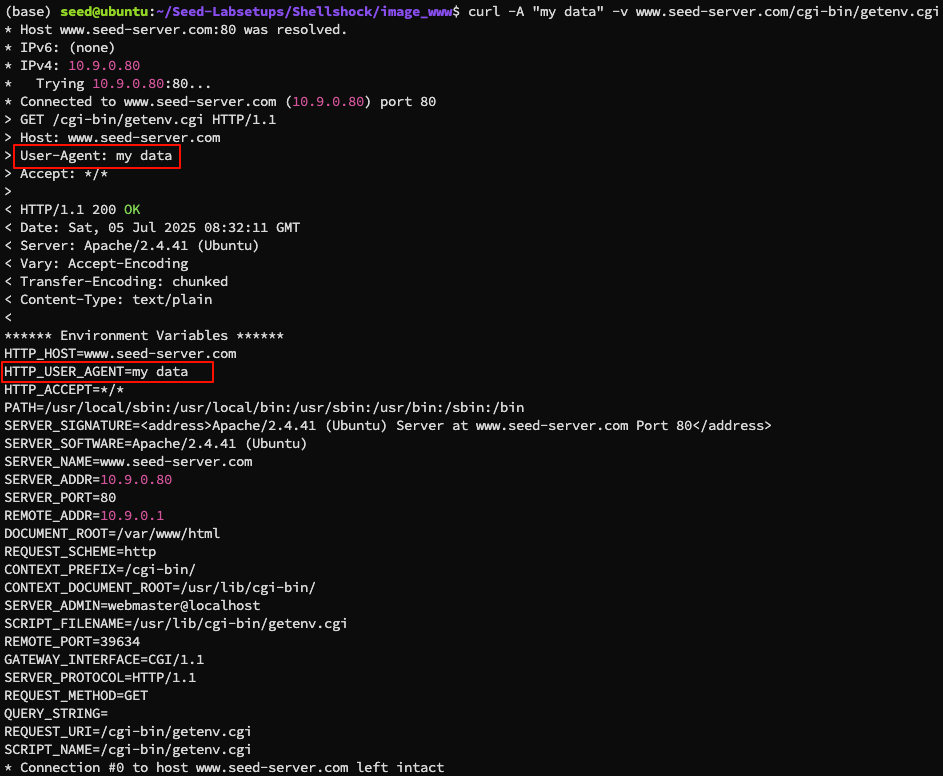 (base) seed@ubuntu:~/Seed-Labsetups/Shellshock/image_www$ curl -A "my data" -v www.seed-server.com/cgi-bin/getenv.cgi
* Host www.seed-server.com:80 was resolved.
* IPv6: (none)
* IPv4: 10.9.0.80
*   Trying 10.9.0.80:80...
* Connected to www.seed-server.com (10.9.0.80) port 80
> GET /cgi-bin/getenv.cgi HTTP/1.1
> Host: www.seed-server.com
> User-Agent: my data
> Accept: */*
>
< HTTP/1.1 200 OK
< Date: Sat, 05 Jul 2025 08:32:11 GMT
< Server: Apache/2.4.41 (Ubuntu)
< Vary: Accept-Encoding
< Transfer-Encoding: chunked
< Content-Type: text/plain
<
****** Environment Variables ******
HTTP_HOST=www.seed-server.com
HTTP_USER_AGENT=my data
HTTP_ACCEPT=*/*
PATH=/usr/local/sbin:/usr/local/bin:/usr/sbin:/usr/bin:/sbin:/bin
SERVER_SIGNATURE=<address>Apache/2.4.41 (Ubuntu) Server at www.seed-server.com Port 80</address>
SERVER_SOFTWARE=Apache/2.4.41 (Ubuntu)
SERVER_NAME=www.seed-server.com
SERVER_ADDR=10.9.0.80
SERVER_PORT=80
REMOTE_ADDR=10.9.0.1
DOCUMENT_ROOT=/var/www/html
REQUEST_SCHEME=http
CONTEXT_PREFIX=/cgi-bin/
CONTEXT_DOCUMENT_ROOT=/usr/lib/cgi-bin/
SERVER_ADMIN=webmaster@localhost
SCRIPT_FILENAME=/usr/lib/cgi-bin/getenv.cgi
REMOTE_PORT=39634
GATEWAY_INTERFACE=CGI/1.1
SERVER_PROTOCOL=HTTP/1.1
REQUEST_METHOD=GET
QUERY_STRING=
REQUEST_URI=/cgi-bin/getenv.cgi
SCRIPT_NAME=/cgi-bin/getenv.cgi
* Connection #0 to host www.seed-server.com left intact